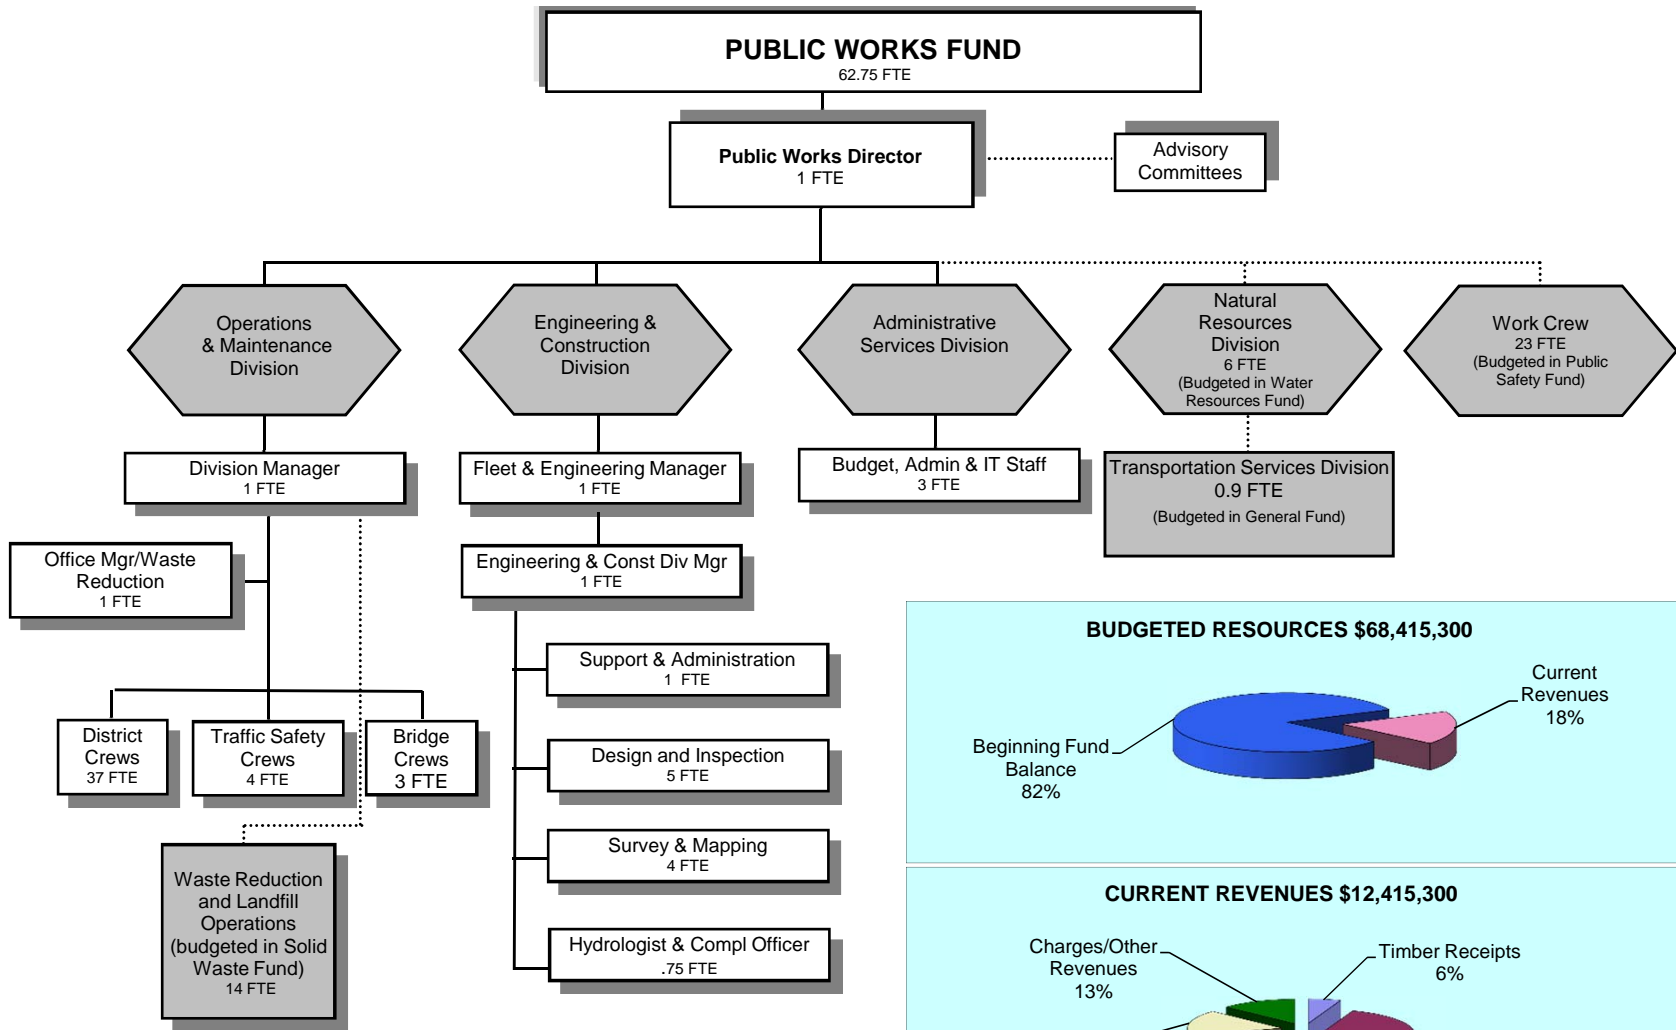 PUBLIC WORKS FUND
62.75 FTE
Public Works Director
1 FTE
Advisory
Committees
Operations
& Maintenance
Division
Engineering &
Construction
Division
Administrative
Services Division
Natural
Resources
Division
6 FTE
(Budgeted in Water
Resources Fund)
Work Crew
23 FTE
(Budgeted in Public
Safety Fund)
Division Manager
1 FTE
Fleet & Engineering Manager
1 FTE
Budget, Admin & IT Staff
3 FTE
Transportation Services Division
0.9 FTE
(Budgeted in General Fund)
Office Mgr/Waste
Reduction
1 FTE
Engineering & Const Div Mgr
1 FTE
Support & Administration
1 FTE
Design and Inspection
5 FTE
Survey & Mapping
4 FTE
Hydrologist & Compl Officer
.75 FTE
District
Crews
37 FTE
Traffic Safety
Crews
4 FTE
Bridge
Crews
3 FTE
Waste Reduction
and Landfill
Operations
(budgeted in Solid
Waste Fund)
14 FTE
BUDGETED RESOURCES $68,415,300
Current
Revenues
18%
Beginning Fund
Balance
82%
CURRENT REVENUES $12,415,300
Charges/Other
Revenues
13%
Timber Receipts
6%